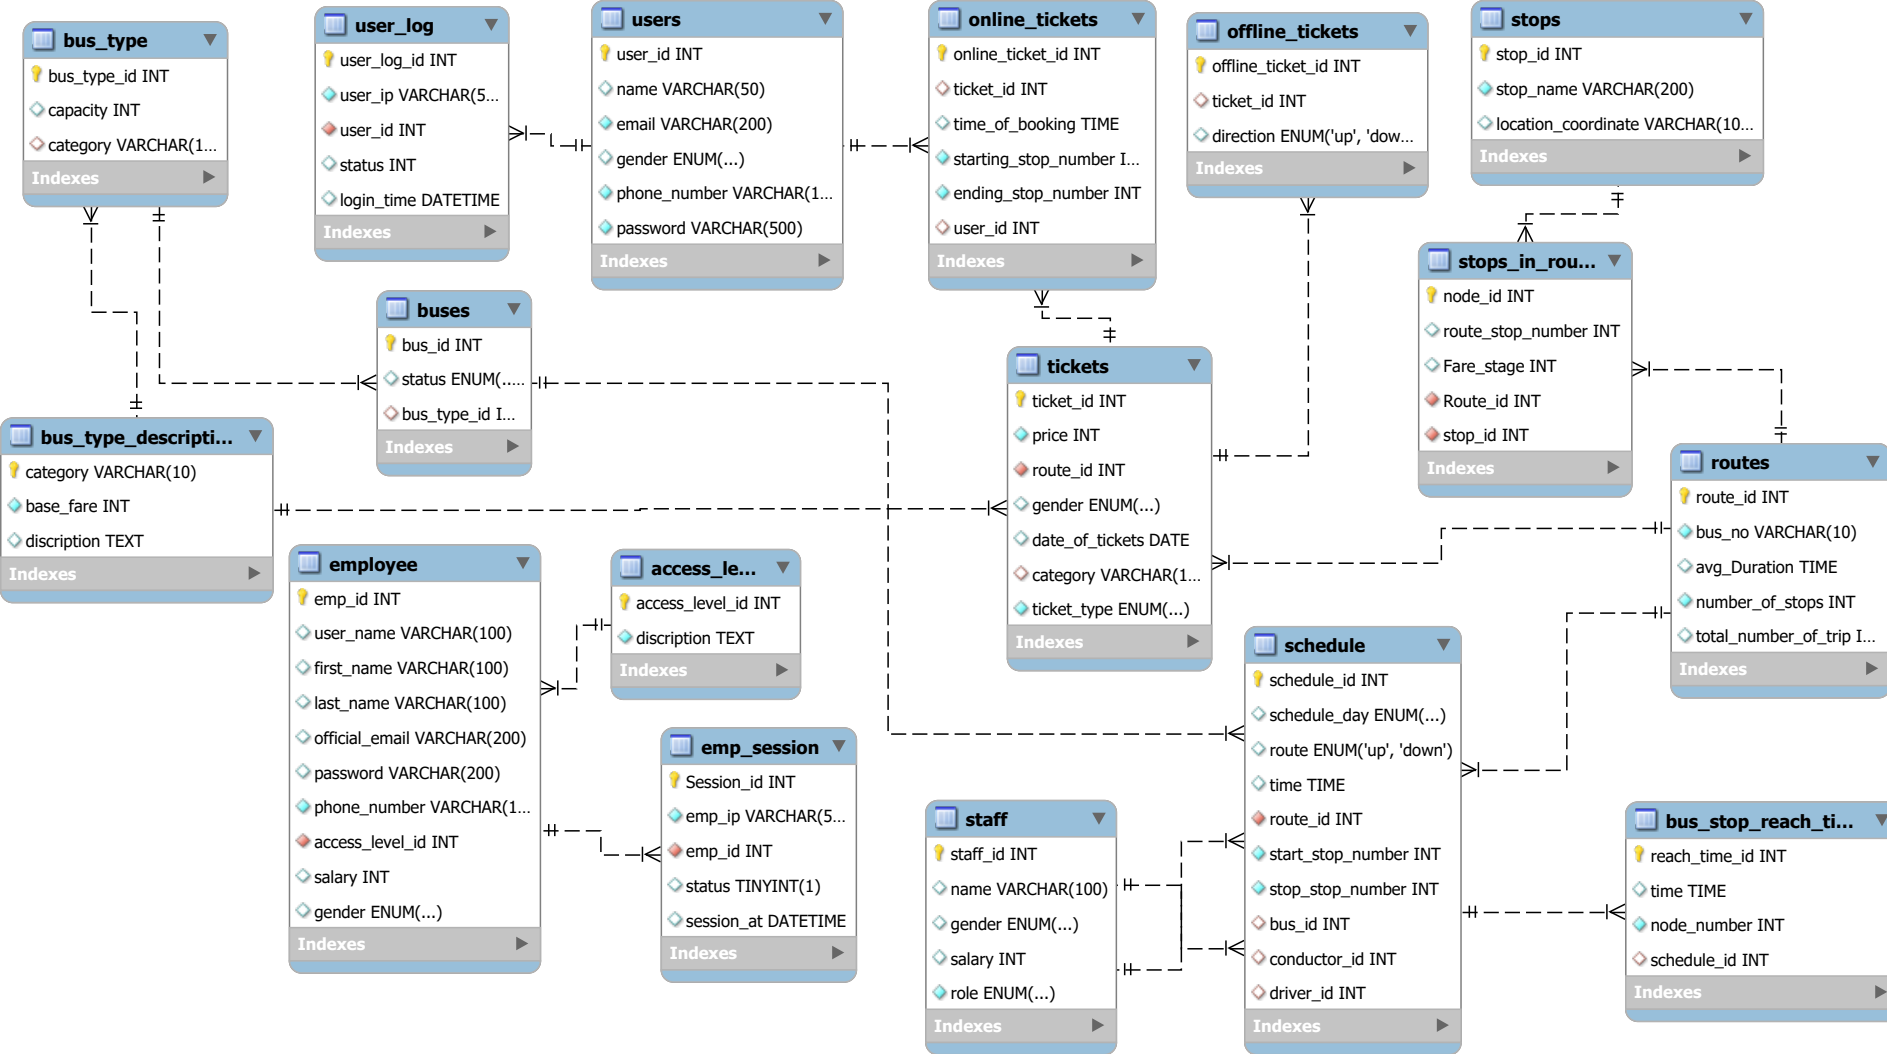 bus_type
bus_type_id INT
capacity INT
category VARCHAR(1...
Indexes
user_log
user_log_id INT
user_ip VARCHAR(5...
user_id INT
status INT
login_time DATETIME
Indexes
users
user_id INT
name VARCHAR(50)
email VARCHAR(200)
gender ENUM(...)
phone_number VARCHAR(1...
password VARCHAR(500)
Indexes
online_tickets
online_ticket_id INT
ticket_id INT
time_of_booking TIME
starting_stop_number I...
ending_stop_number INT
user_id INT
Indexes
offline_tickets
offline_ticket_id INT
ticket_id INT
direction ENUM('up', 'dow...
Indexes
stops
stop_id INT
stop_name VARCHAR(200)
location_coordinate VARCHAR(10...
Indexes
stops_in_rou...
node_id INT
route_stop_number INT
Fare_stage INT
Route_id INT
stop_id INT
Indexes
buses
bus_id INT
status ENUM(.....
bus_type_id I...
Indexes
tickets
ticket_id INT
price INT
route_id INT
gender ENUM(...)
date_of_tickets DATE
category VARCHAR(1...
ticket_type ENUM(...)
Indexes
bus_type_descripti...
category VARCHAR(10)
base_fare INT
discription TEXT
Indexes
routes
route_id INT
bus_no VARCHAR(10)
avg_Duration TIME
number_of_stops INT
total_number_of_trip I...
Indexes
employee
emp_id INT
user_name VARCHAR(100)
first_name VARCHAR(100)
last_name VARCHAR(100)
official_email VARCHAR(200)
password VARCHAR(200)
phone_number VARCHAR(1...
access_level_id INT
salary INT
gender ENUM(...)
Indexes
access_le...
access_level_id INT
discription TEXT
Indexes
emp_session
Session_id INT
emp_ip VARCHAR(5...
emp_id INT
status TINYINT(1)
session_at DATETIME
Indexes
schedule
schedule_id INT
schedule_day ENUM(...)
route ENUM('up', 'down')
time TIME
route_id INT
start_stop_number INT
stop_stop_number INT
bus_id INT
conductor_id INT
driver_id INT
Indexes
staff
staff_id INT
name VARCHAR(100)
gender ENUM(...)
salary INT
role ENUM(...)
Indexes
bus_stop_reach_ti...
reach_time_id INT
time TIME
node_number INT
schedule_id INT
Indexes